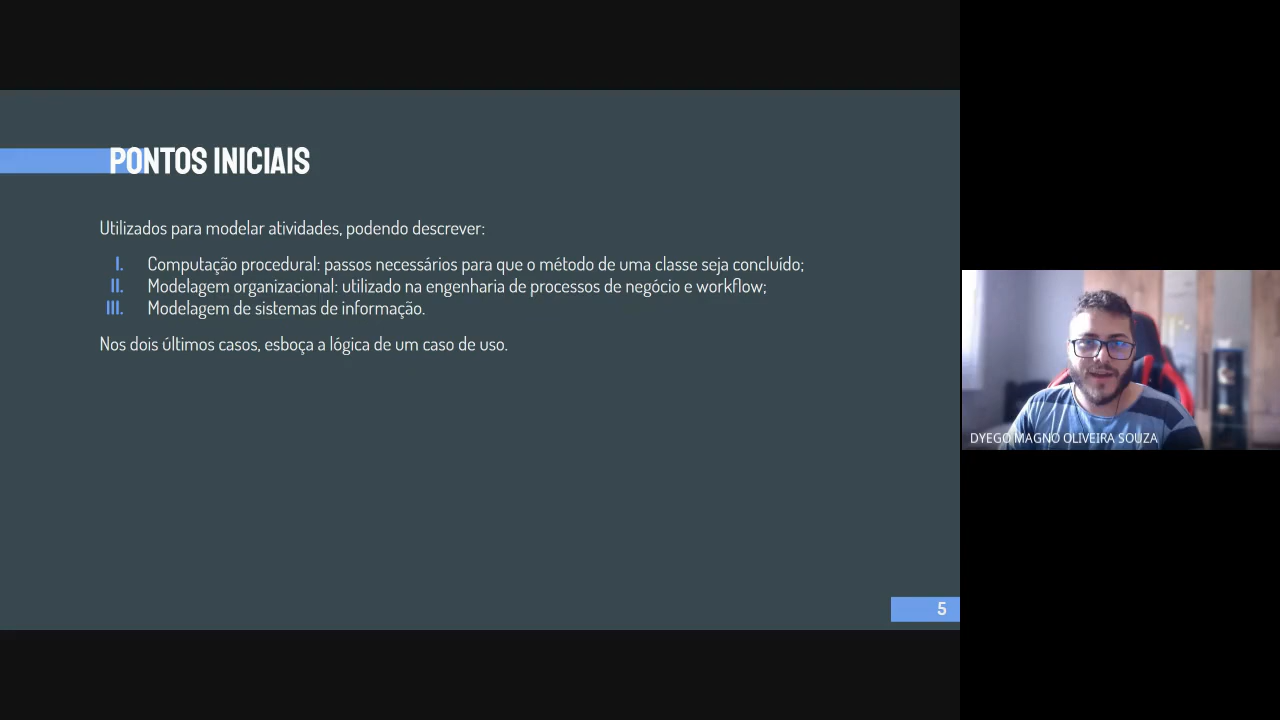 PONTOS INICIAIS
Utilizados para modelar atividades, podendo descrever:
I. Computação procedural: passos necessários para que o método de uma classe seja concluído;
II. Modelagem organizacional: utilizado na engenharia de processos de negócio e workflow;
III. Modelagem de sistemas de informação.
Nos dois últimos casos, esboça a lógica de um caso de uso.
DYEGO MAGNO OLIVEIRA SOUZA
5